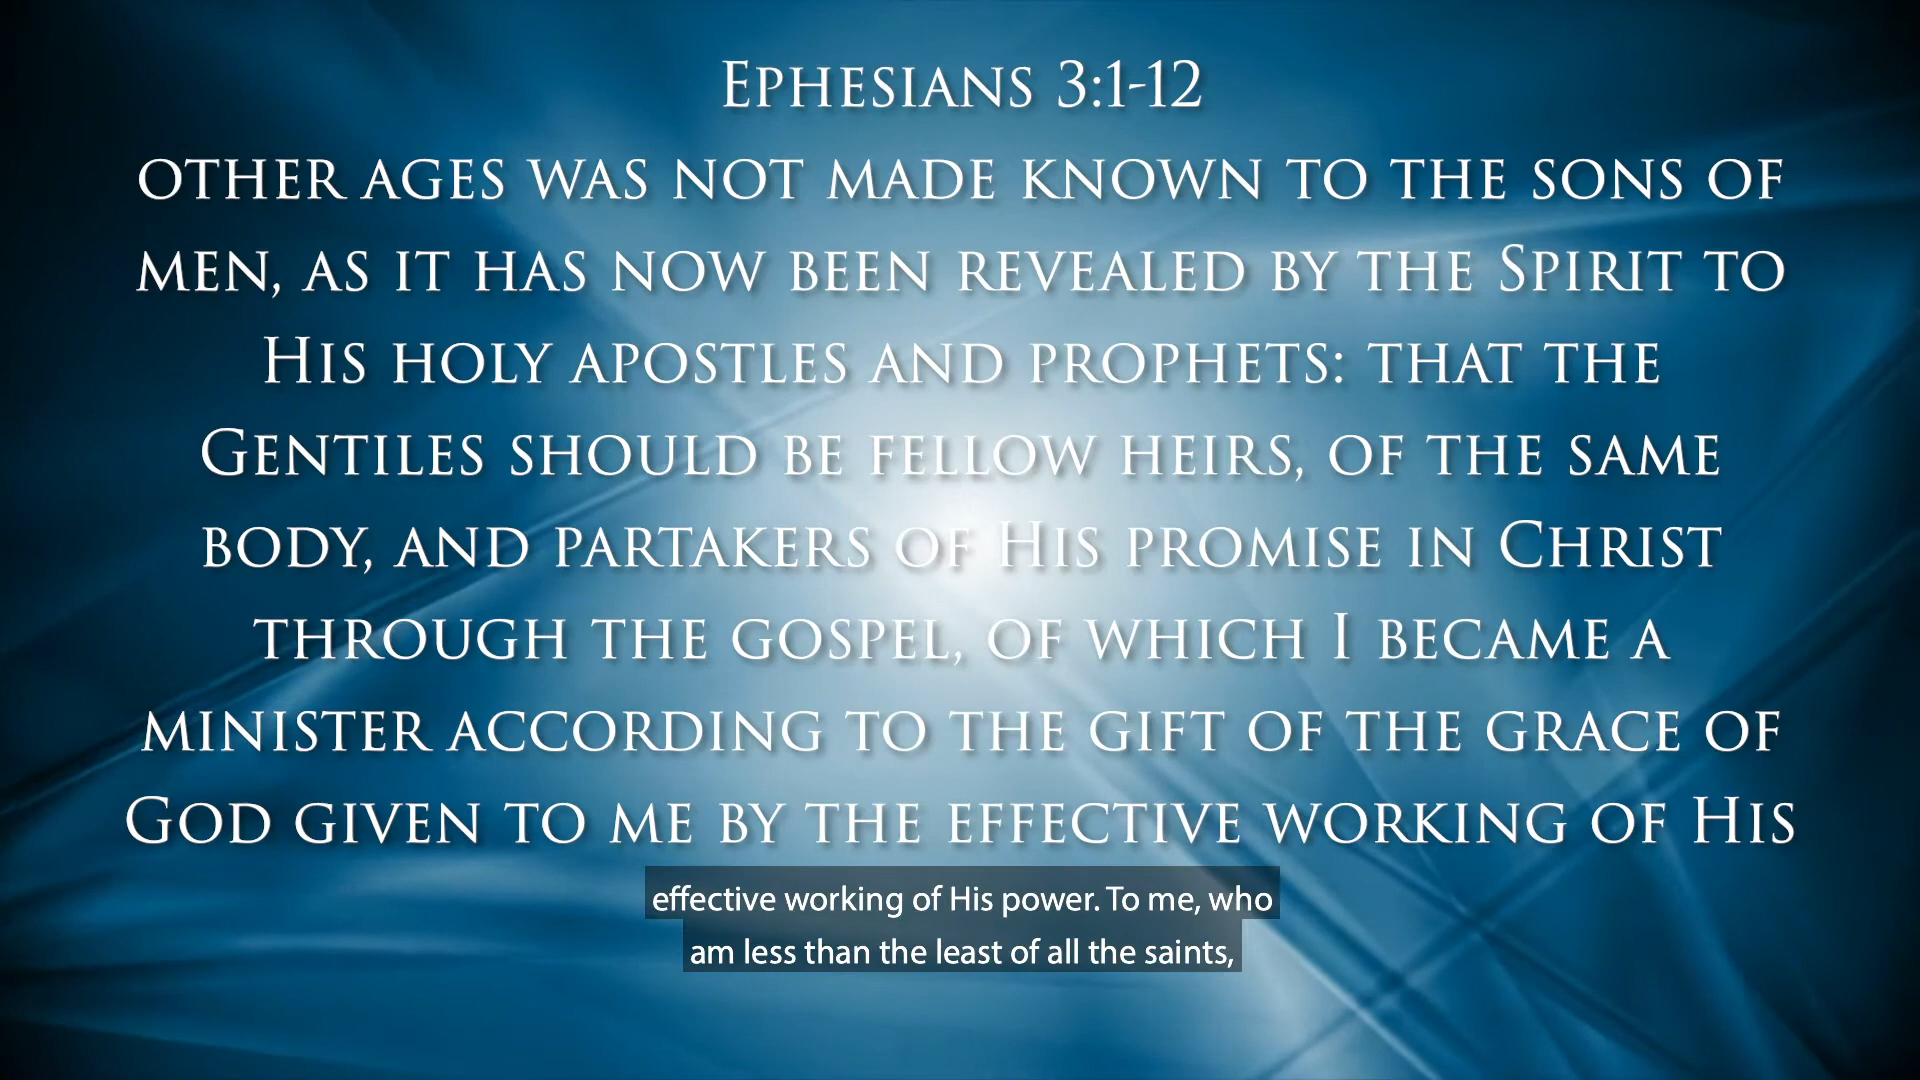 Ephesians 3:1-12
other ages was not made known to the sons of
men, as it has now been revealed by the Spirit to
His holy apostles and prophets: that the
Gentiles should be fellow heirs, of the same
body, and partakers of His promise in Christ
through the gospel, of which I became a
minister according to the gift of the grace of
God given to me by the effective working of His
effective working of His power. To me, who
am less than the least of all the saints,